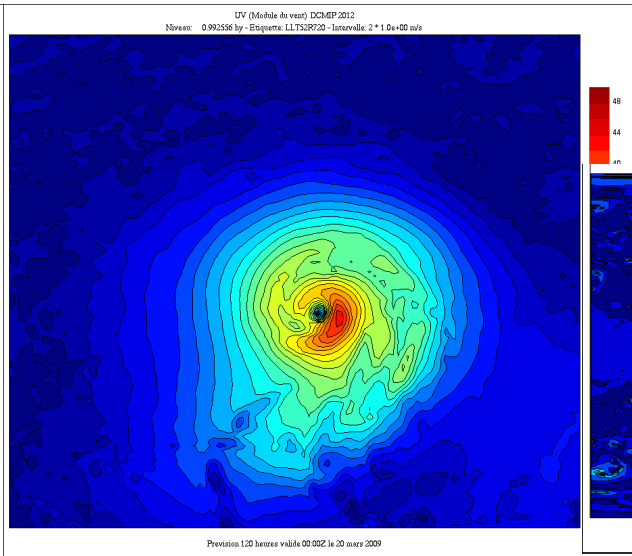 UV (Module du vent) DCMIP 2012
Niveau: 0.992556 hy - Etiquette: LLT52R720 - Intervalle: 2 * 1.0e+00 m/s
48
44
40
Prevision 120 heures valide 00:00Z le 20 mars 2009